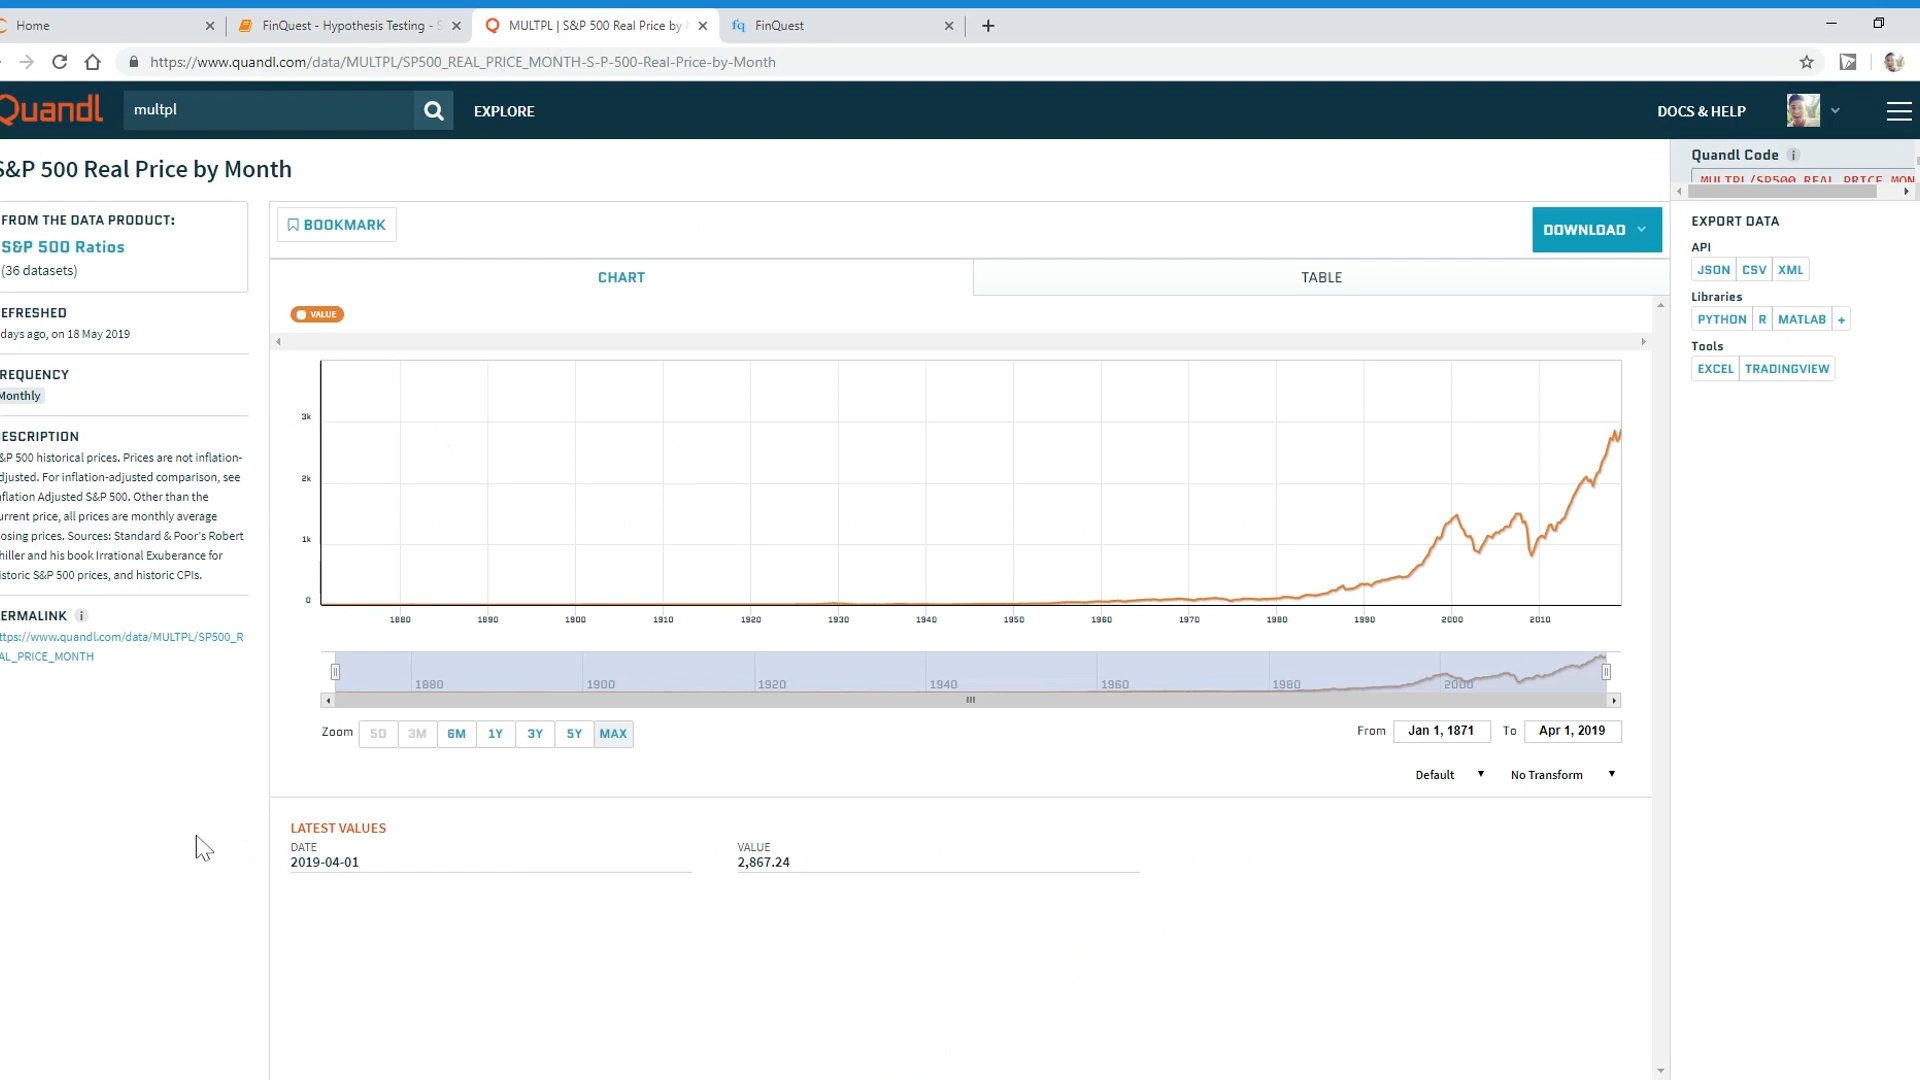 Home
FinQuest - Hypothesis Testing - S
MULTPL | S&P 500 Real Price by
fq FinQuest
https://www.quandl.com/data/MULTPL/SP500_REAL_PRICE_MONTH-S-P-500-Real-Price-by-Month
Quandl
multpl
EXPLORE
DOCS & HELP
S&P 500 Real Price by Month
FROM THE DATA PRODUCT:
S&P 500 Ratios
(36 datasets)
EFRESHED
days ago, on 18 May 2019
REQUENCY
Monthly
ESCRIPTION
&P 500 historical prices. Prices are not inflation-
djusted. For inflation-adjusted comparison, see
nflation Adjusted S&P 500. Other than the
urrent price, all prices are monthly average
osing prices. Sources: Standard & Poor's Robert
hiller and his book Irrational Exuberance for
istoric S&P 500 prices, and historic CPIs.
ERMALINK i
ttps://www.quandl.com/data/MULTPL/SP500_R
AL_PRICE_MONTH
BOOKMARK
DOWNLOAD
CHART
TABLE
VALUE
3k
2k
1k
0
1880 1890 1900 1910 1920 1930 1940 1950 1960 1970 1980 1990 2000 2010
1880 1900 1920 1940 1960 1980 2000
Zoom 5D 3M 6M 1Y 3Y 5Y MAX
From Jan 1, 1871 To Apr 1, 2019
Default ▼ No Transform ▼
LATEST VALUES
DATE
2019-04-01
VALUE
2,867.24
Quandl Code i
MULTPL/SP500_REAL_PRICE_MON
EXPORT DATA
API
JSON CSV XML
Libraries
PYTHON R MATLAB +
Tools
EXCEL TRADINGVIEW